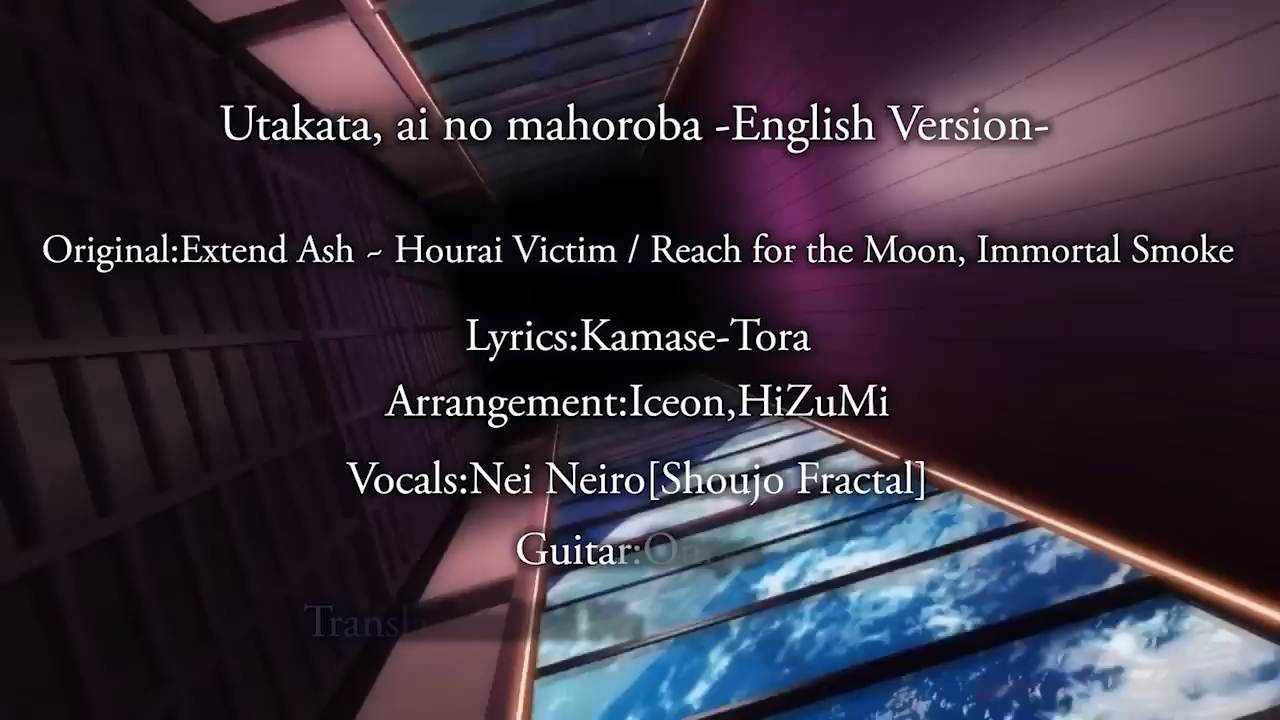 Utakata, ai no mahoroba -English Version-
Original:Extend Ash ~ Hourai Victim / Reach for the Moon, Immortal Smoke
Lyrics:Kamase-Tora
Arrangement:Iceon,HiZuMi
Vocals:Nei Neiro[Shoujo Fractal]
Guitar: